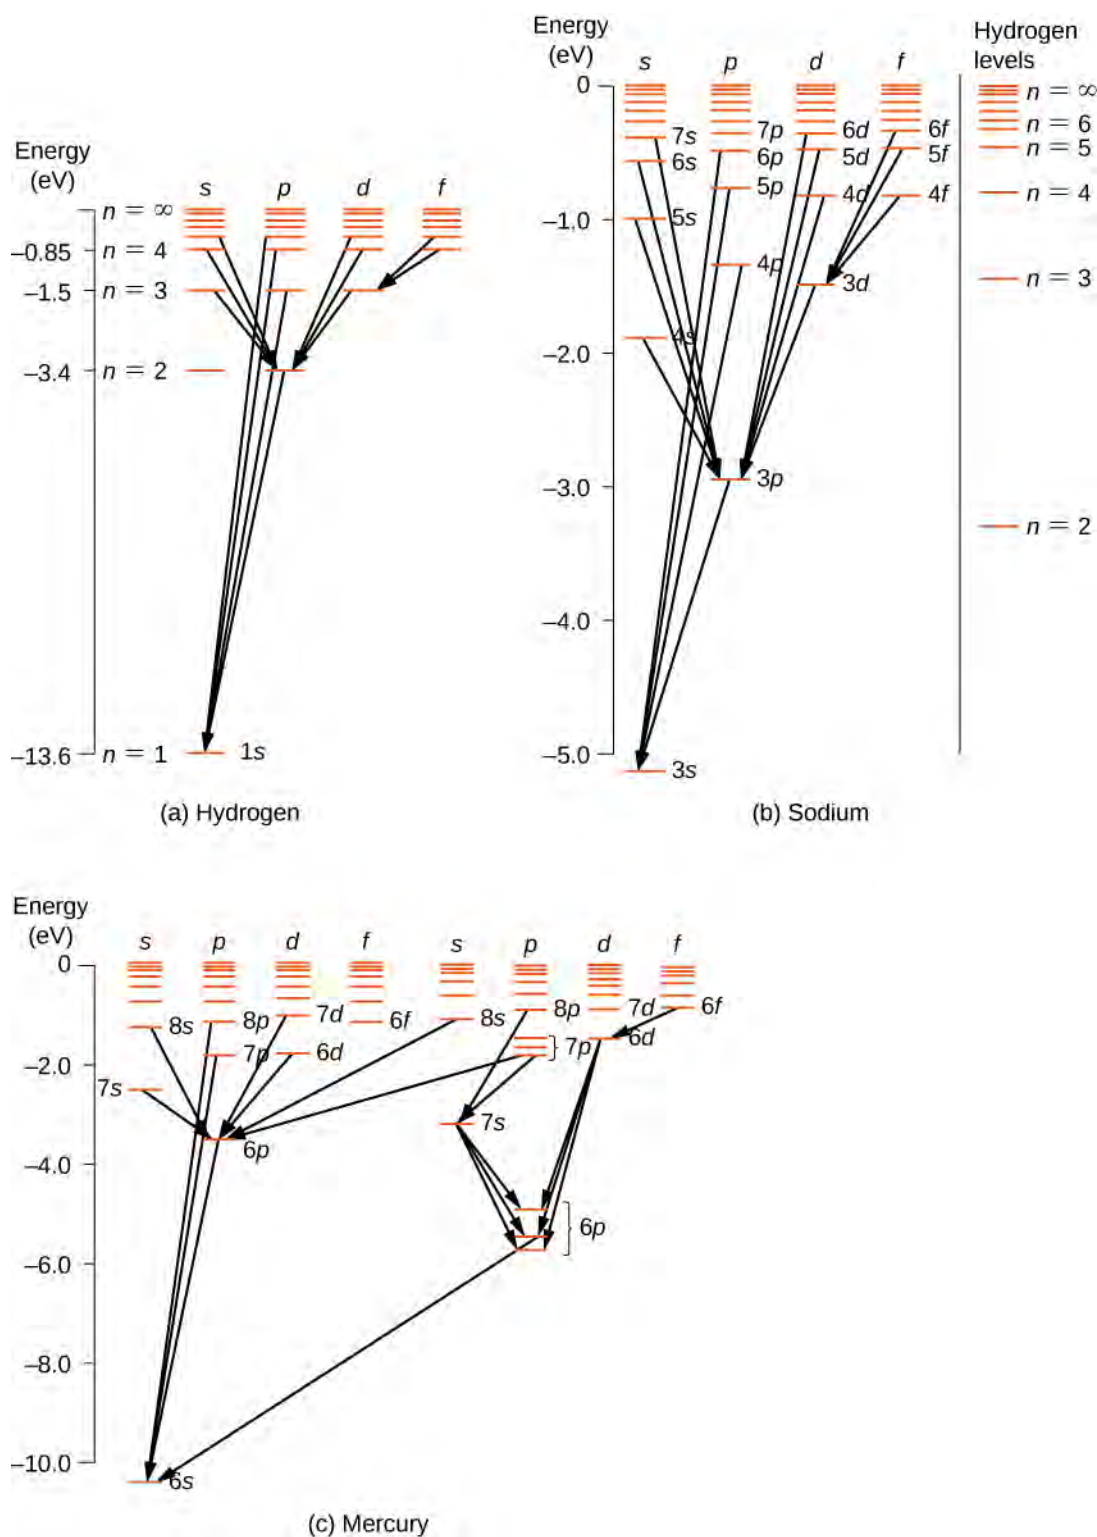 Energy
(eV)
s p d f
n = ∞
–0.85 n = 4
–1.5 n = 3
–3.4 n = 2
–13.6 n = 1 1s
(a) Hydrogen
Energy
(eV)
s p d f
Hydrogen
levels
0
n = ∞
7s 7p 6d 6f n = 6
6s 6p 5d 5f n = 5
5p 4d 4f n = 4
–1.0 5s
4p 3d n = 3
4s
–2.0
–3.0 3p
n = 2
–4.0
–5.0
3s
(b) Sodium
Energy
(eV)
s p d f s p d f
0
8s 8p 7d 6f 8s 8p 7d 6f
7p 6d 7p 6d
–2.0
7s
6p 7s
–4.0
6p
–6.0
–8.0
–10.0
6s
(c) Mercury